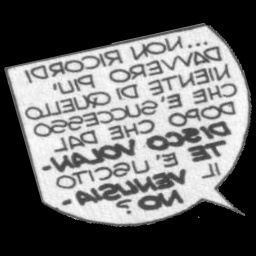 ...NON RICORDI
DAVVERO PIU'
NIENTE DI QUELLO
CHE E' SUCCESSO
DOPO CHE DAL
DISCO VOLAN-
TE E' USCITO
IL VENUSIA-
NO?